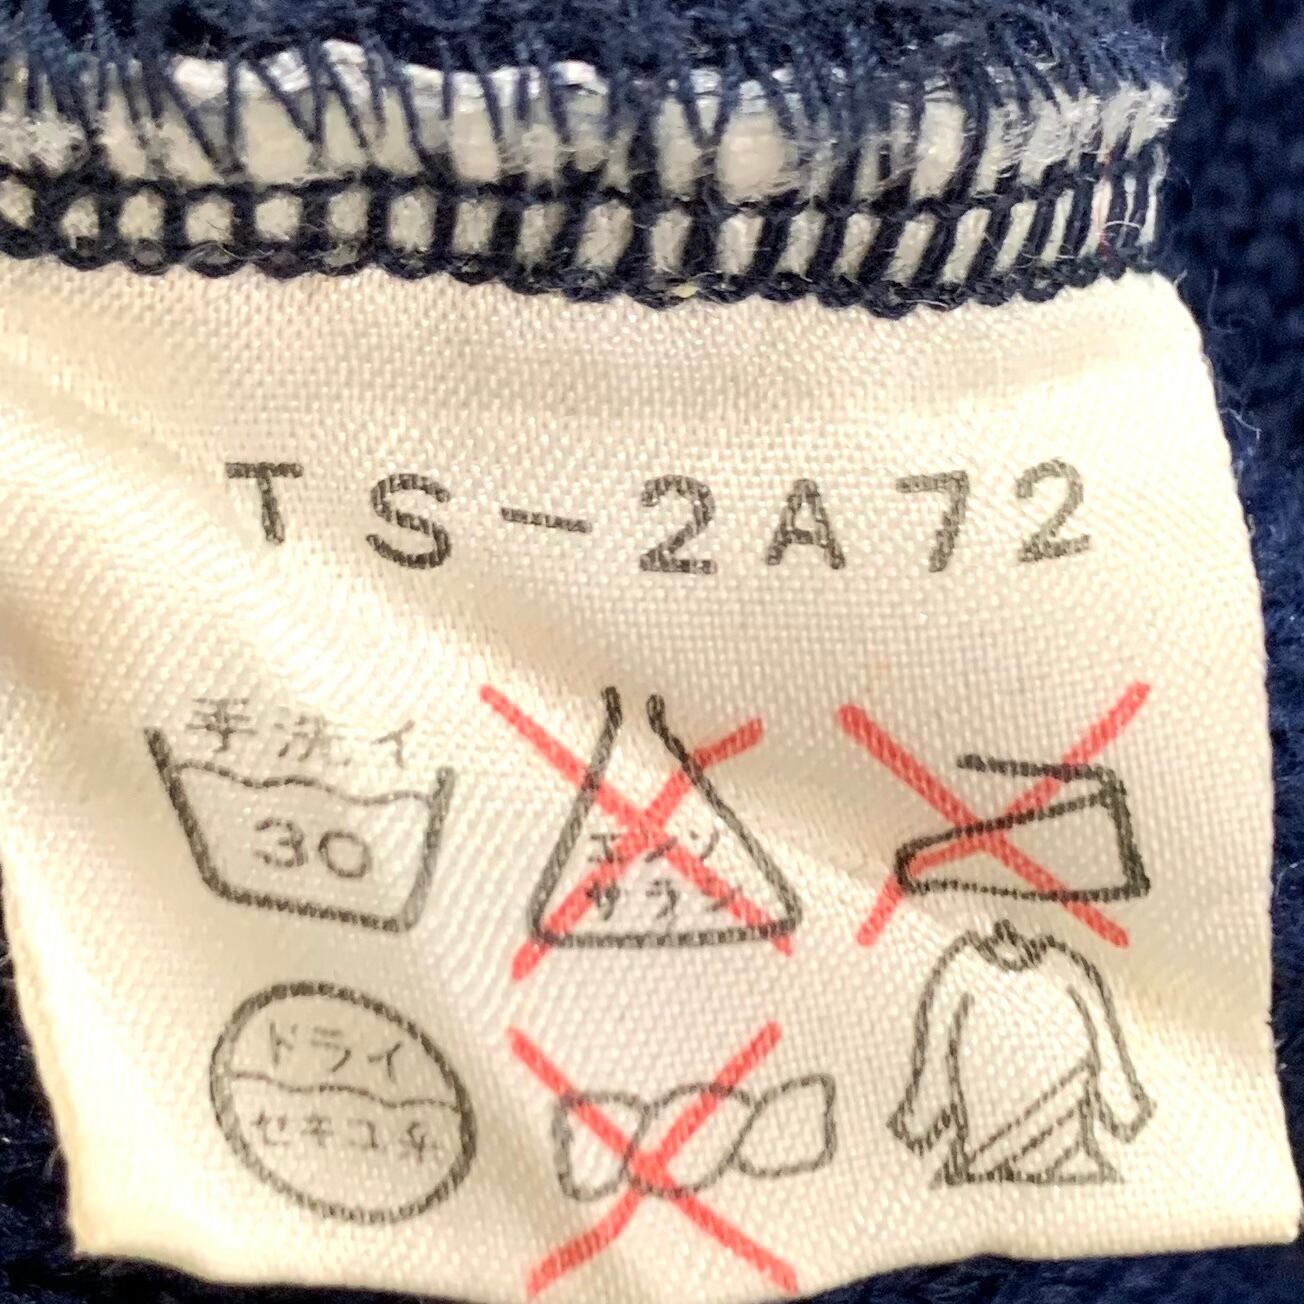 TS-2A72
手洗イ
30
エンソ
サラシ
ドライ
セキユ系